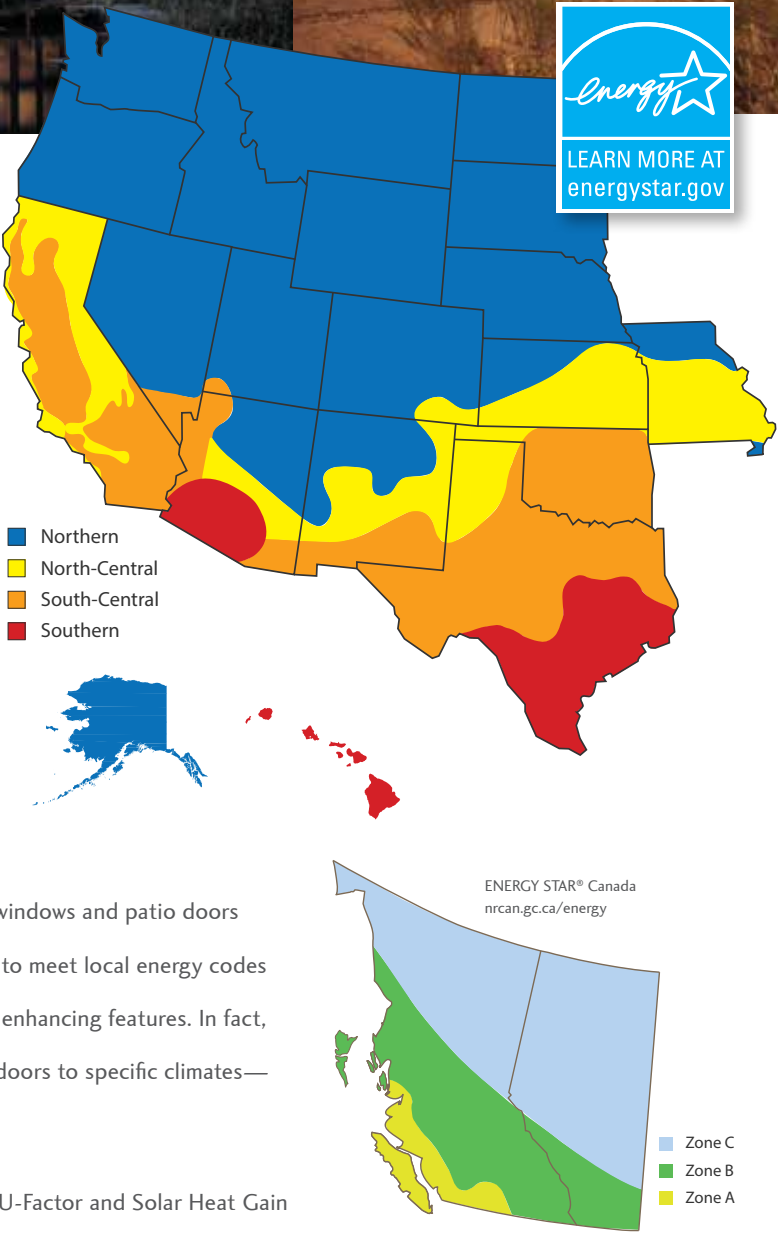 energy
LEARN MORE AT
energystar.gov
Northern
North-Central
South-Central
Southern
ENERGY STAR® Canada
nrcan.gc.ca/energy
windows and patio doors
to meet local energy codes
enhancing features. In fact,
doors to specific climates—
U-Factor and Solar Heat Gain
Zone C
Zone B
Zone A